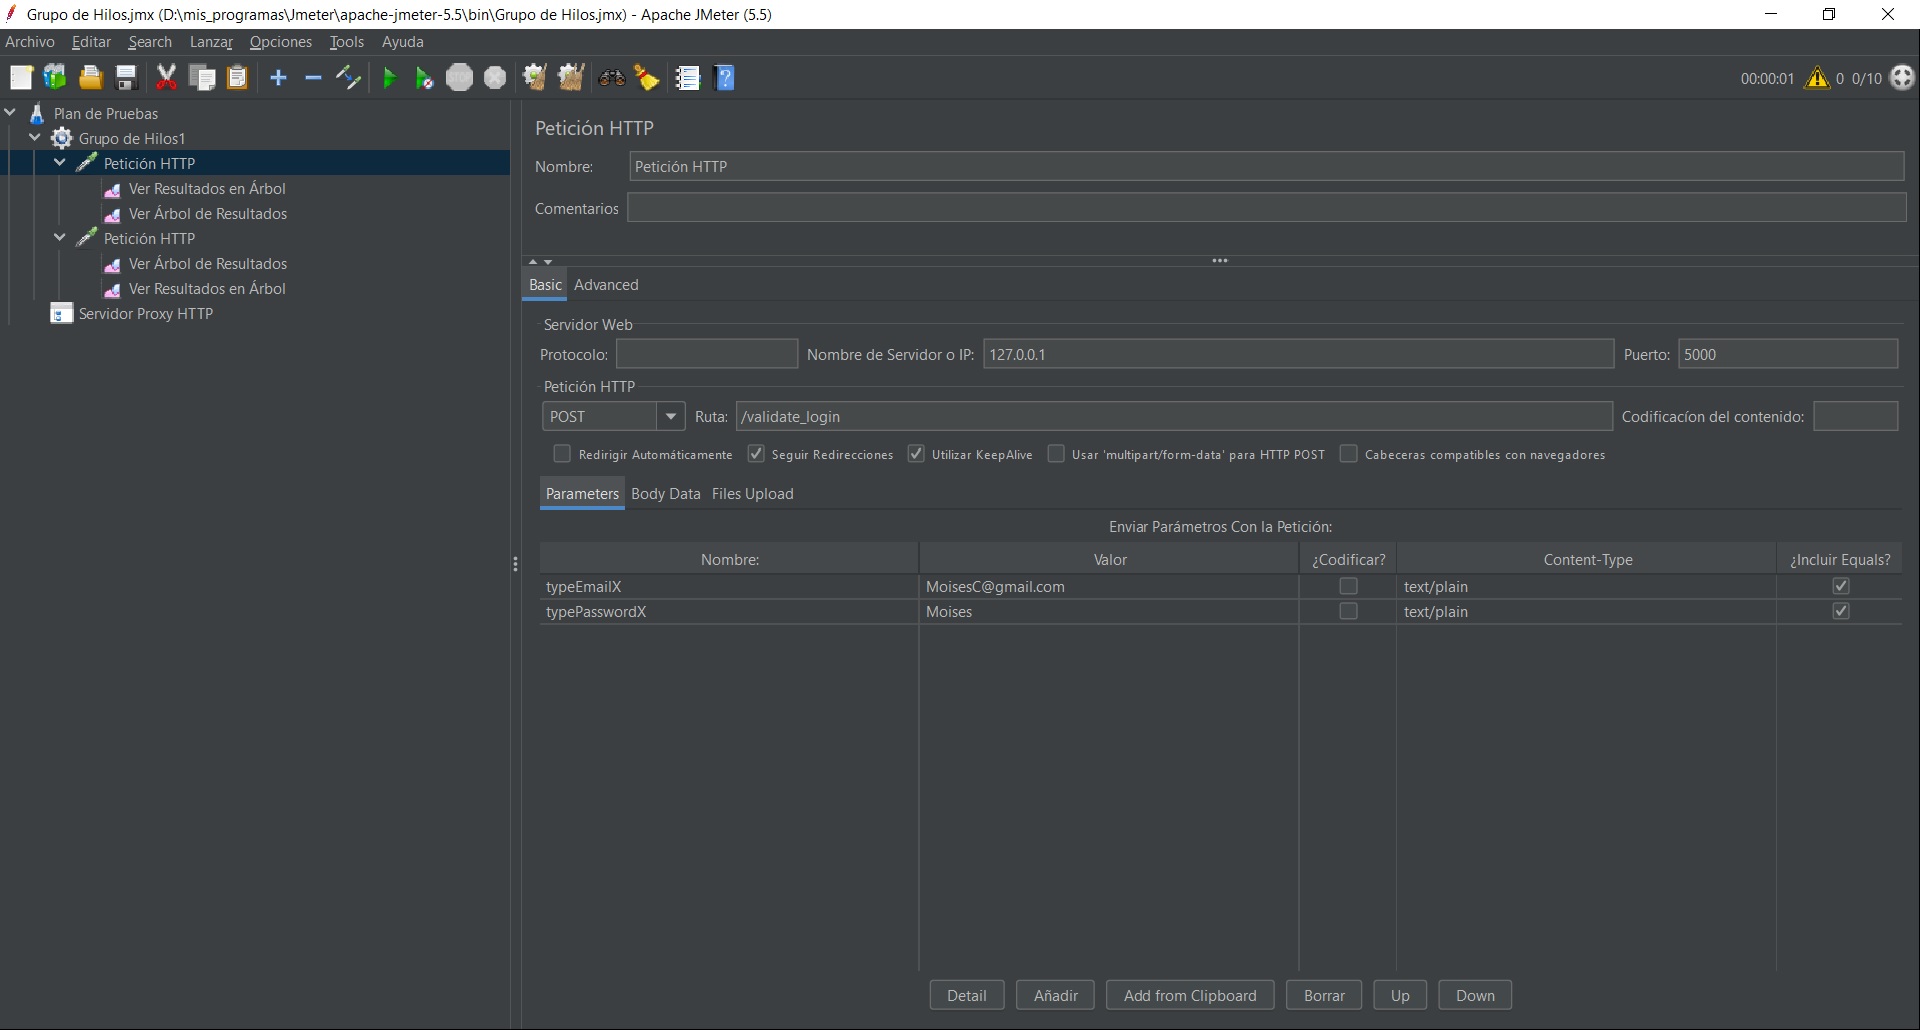 Grupo de Hilos.jmx (D:\mis_programas\Jmeter\apache-jmeter-5.5\bin\Grupo de Hilos.jmx) - Apache JMeter (5.5)
Archivo Editar Search Lanzar Opciones Tools Ayuda
STOP
00:00:01 0 0/10
Plan de Pruebas
Grupo de Hilos1
Petición HTTP
Ver Resultados en Árbol
Ver Árbol de Resultados
Petición HTTP
Ver Árbol de Resultados
Ver Resultados en Árbol
Servidor Proxy HTTP
Petición HTTP
Nombre: Petición HTTP
Comentarios
Basic Advanced
Servidor Web
Protocolo: Nombre de Servidor o IP: 127.0.0.1 Puerto: 5000
Petición HTTP
POST Ruta: /validate_login Codificacíon del contenido:
Redirigir Automáticamente Seguir Redirecciones Utilizar KeepAlive Usar 'multipart/form-data' para HTTP POST Cabeceras compatibles con navegadores
Parameters Body Data Files Upload
Enviar Parámetros Con la Petición:
Nombre: Valor ¿Codificar? Content-Type ¿Incluir Equals?
typeEmailX MoisesC@gmail.com text/plain
typePasswordX Moises text/plain
Detail Añadir Add from Clipboard Borrar Up Down